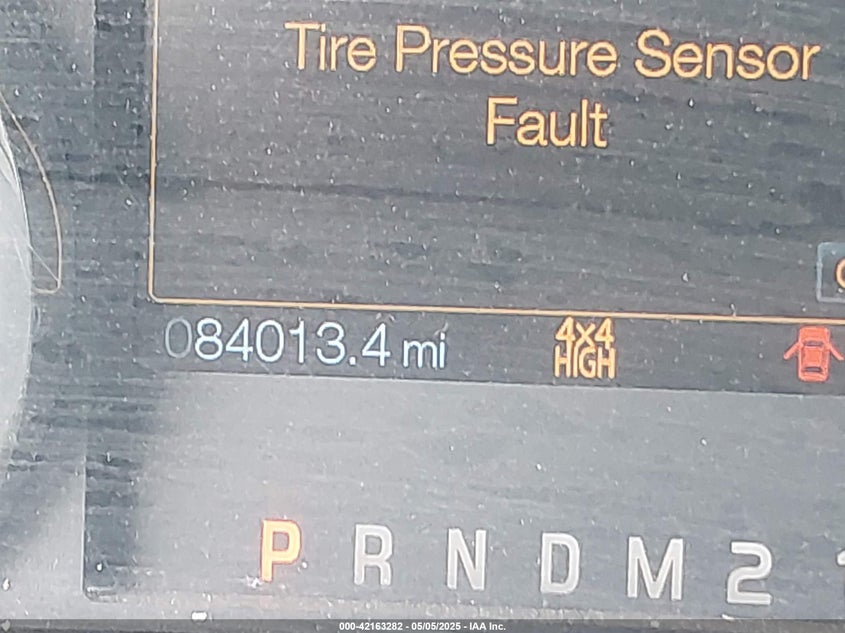 Tire Pressure Sensor
Fault
084013.4 mi
4x4
HIGH
P R N D M 2
000-42163282 - 05/05/2025 - IAA Inc.